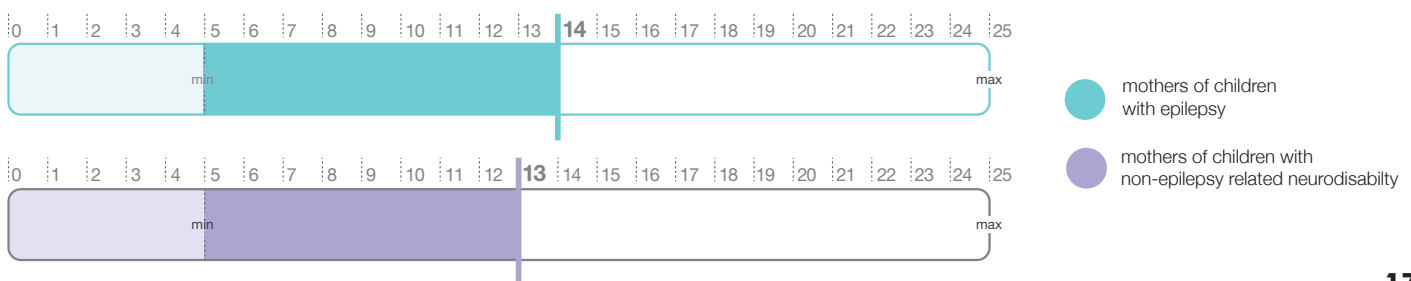 0 1 2 3 4 5 6 7 8 9 10 11 12 13 14 15 16 17 18 19 20 21 22 23 24 25
min max
mothers of children
with epilepsy
0 1 2 3 4 5 6 7 8 9 10 11 12 13 14 15 16 17 18 19 20 21 22 23 24 25
mothers of children with
non-epilepsy related neurodisabilty
min max